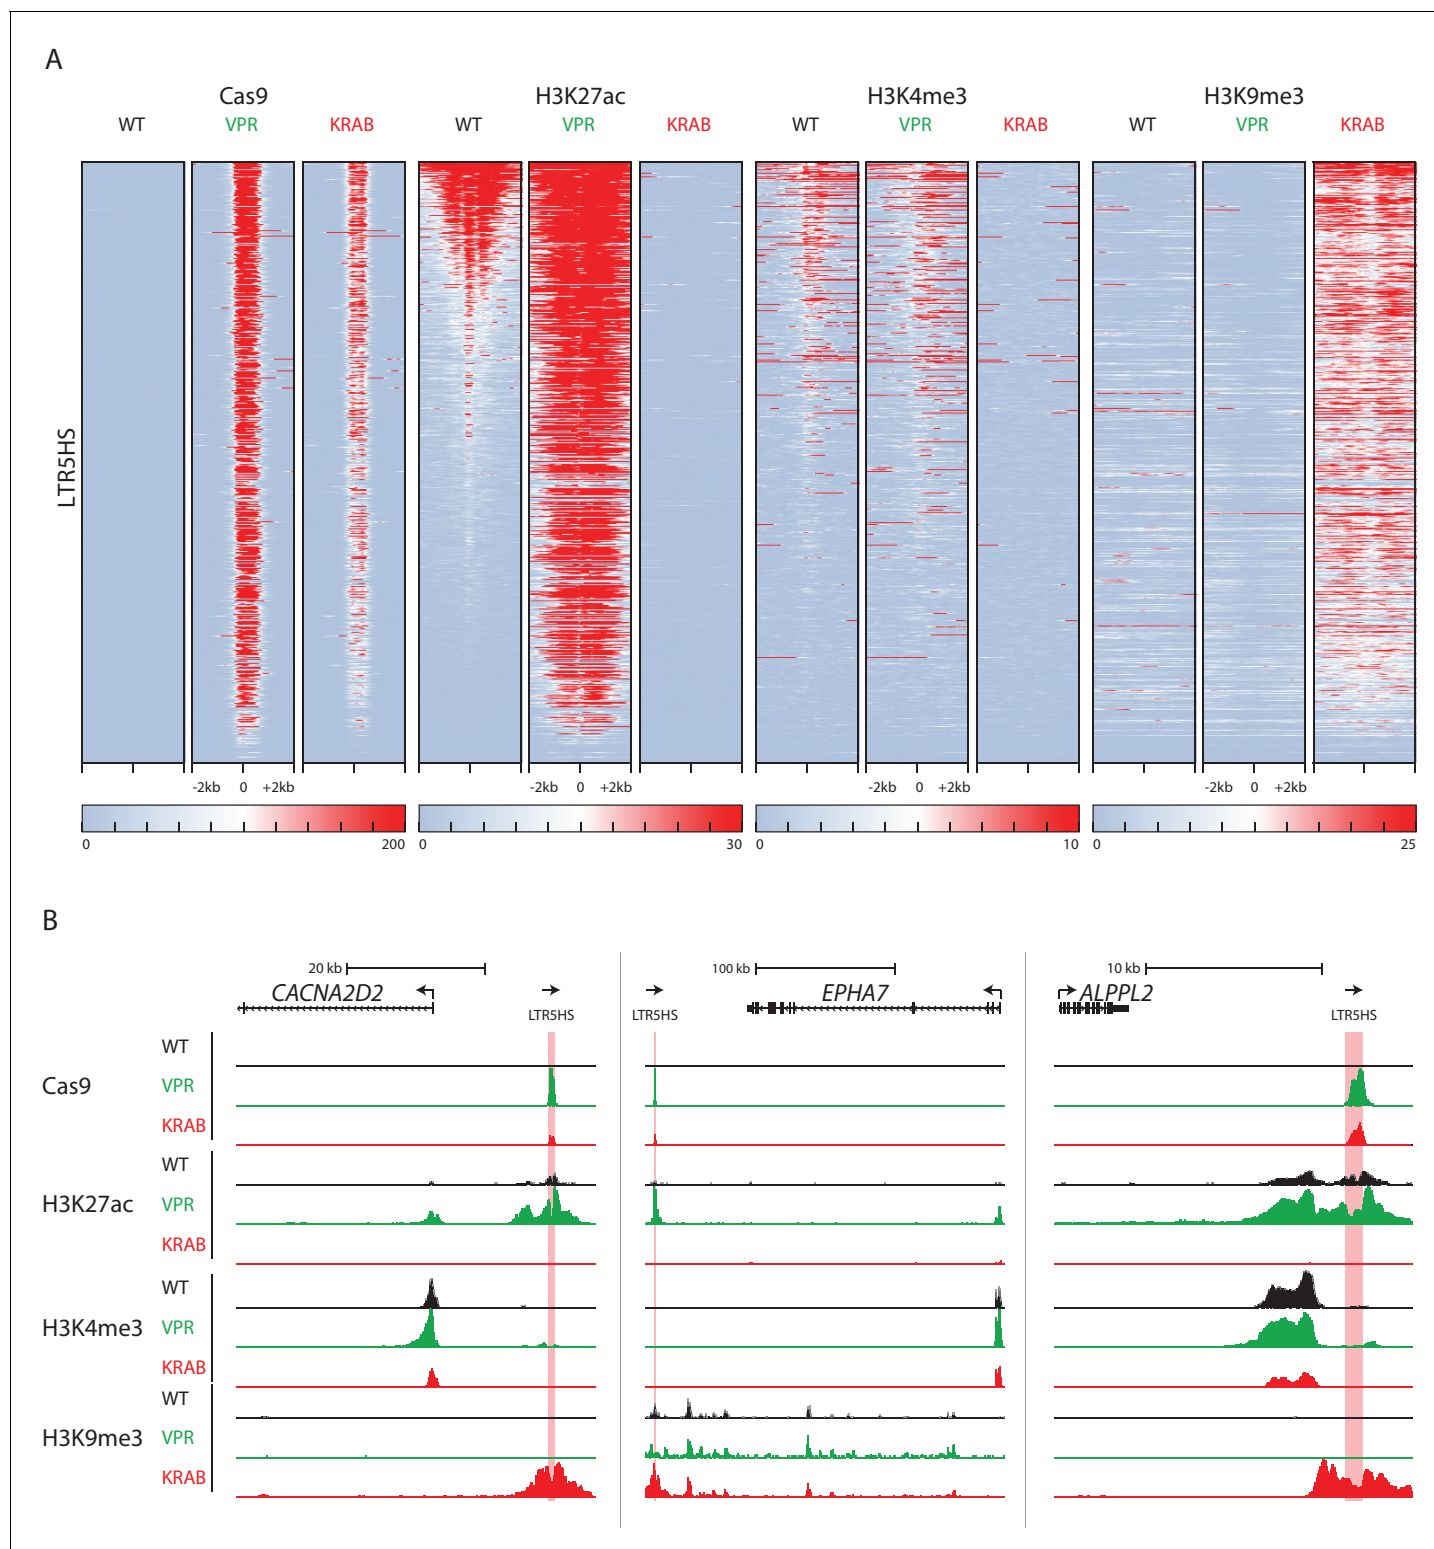 A
Cas9 H3K27ac H3K4me3 H3K9me3
WT VPR KRAB WT VPR KRAB WT VPR KRAB WT VPR KRAB
LTR5HS
-2kb 0 +2kb -2kb 0 +2kb -2kb 0 +2kb -2kb 0 +2kb
0 200 0 30 0 10 0 25
B
20 kb 100 kb 10 kb
CACNA2D2 EPHA7 ALPPL2
LTR5HS LTR5HS LTR5HS
Cas9
WT
VPR
KRAB
H3K27ac
WT
VPR
KRAB
H3K4me3
WT
VPR
KRAB
H3K9me3
WT
VPR
KRAB